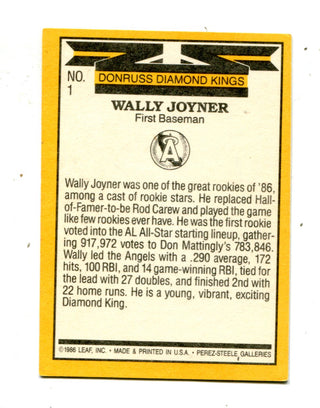 DONRUSS DIAMOND KINGS
NO.
1
WALLY JOYNER
First Baseman
A
Wally Joyner was one of the great rookies of '86,
among a cast of rookie stars. He replaced Hall-
of-Famer-to-be Rod Carew and played the game
like few rookies ever have. He was the first rookie
voted into the AL All-Star starting lineup, gather-
ing 917,972 votes to Don Mattingly's 783,846.
Wally led the Angels with a .290 average, 172
hits, 100 RBI, and 14 game-winning RBI, tied for
the lead with 27 doubles, and finished 2nd with
22 home runs. He is a young, vibrant, exciting
Diamond King.
©1986 LEAF, INC. • MADE & PRINTED IN U.S.A. • PEREZ-STEELE GALLERIES